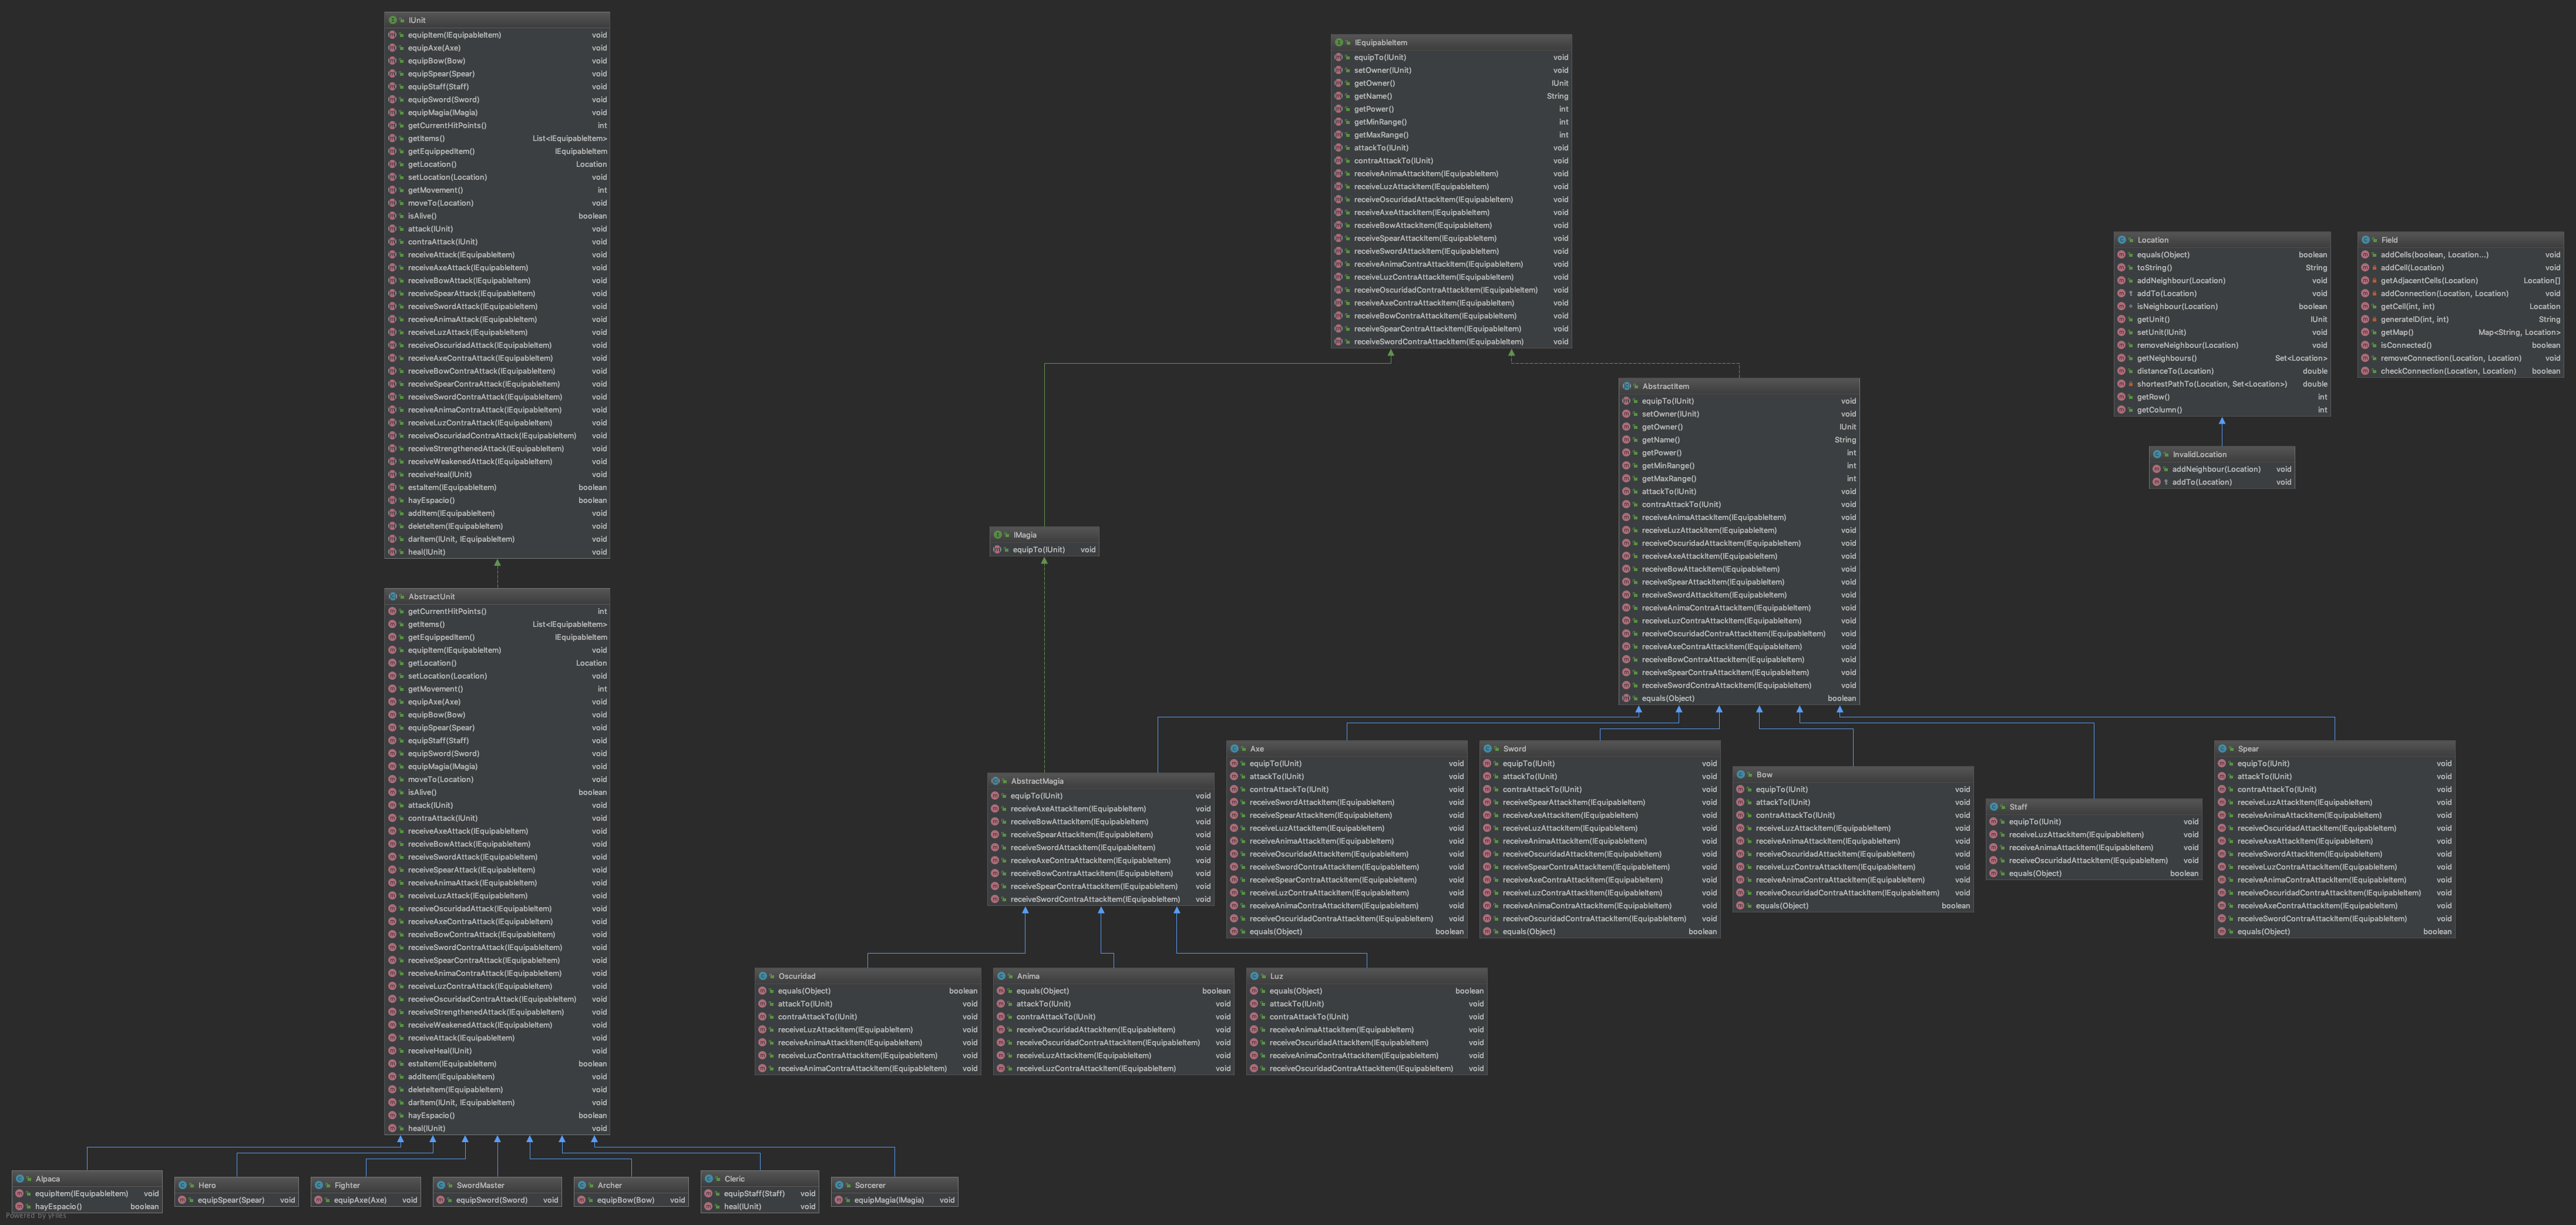 IUnit
equipItem(IEquipableItem) void
equipAxe(Axe) void
equipBow(Bow) void
equipSpear(Spear) void
equipStaff(Staff) void
equipSword(Sword) void
equipMagia(IMagia) void
getCurrentHitPoints() int
getItems() List<IEquipableItem>
getEquippedItem() IEquipableItem
getLocation() Location
setLocation(Location) void
getMovement() int
moveTo(Location) void
isAlive() boolean
attack(IUnit) void
contraAttack(IUnit) void
receiveAttack(IEquipableItem) void
receiveAxeAttack(IEquipableItem) void
receiveBowAttack(IEquipableItem) void
receiveSpearAttack(IEquipableItem) void
receiveSwordAttack(IEquipableItem) void
receiveAnimaAttack(IEquipableItem) void
receiveLuzAttack(IEquipableItem) void
receiveOscuridadAttack(IEquipableItem) void
receiveAxeContraAttack(IEquipableItem) void
receiveBowContraAttack(IEquipableItem) void
receiveSpearContraAttack(IEquipableItem) void
receiveSwordContraAttack(IEquipableItem) void
receiveAnimaContraAttack(IEquipableItem) void
receiveLuzContraAttack(IEquipableItem) void
receiveOscuridadContraAttack(IEquipableItem) void
receiveStrengthenedAttack(IEquipableItem) void
receiveWeakenedAttack(IEquipableItem) void
receiveHeal(IUnit) void
estaItem(IEquipableItem) boolean
hayEspacio() boolean
addItem(IEquipableItem) void
deleteItem(IEquipableItem) void
darItem(IUnit, IEquipableItem) void
heal(IUnit) void
AbstractUnit
getCurrentHitPoints() int
getItems() List<IEquipableItem>
getEquippedItem() IEquipableItem
equipItem(IEquipableItem) void
getLocation() Location
setLocation(Location) void
getMovement() int
equipAxe(Axe) void
equipBow(Bow) void
equipSpear(Spear) void
equipStaff(Staff) void
equipSword(Sword) void
equipMagia(IMagia) void
moveTo(Location) void
isAlive() boolean
attack(IUnit) void
contraAttack(IUnit) void
receiveAxeAttack(IEquipableItem) void
receiveBowAttack(IEquipableItem) void
receiveSwordAttack(IEquipableItem) void
receiveSpearAttack(IEquipableItem) void
receiveAnimaAttack(IEquipableItem) void
receiveLuzAttack(IEquipableItem) void
receiveOscuridadAttack(IEquipableItem) void
receiveAxeContraAttack(IEquipableItem) void
receiveBowContraAttack(IEquipableItem) void
receiveSwordContraAttack(IEquipableItem) void
receiveSpearContraAttack(IEquipableItem) void
receiveAnimaContraAttack(IEquipableItem) void
receiveLuzContraAttack(IEquipableItem) void
receiveOscuridadContraAttack(IEquipableItem) void
receiveStrengthenedAttack(IEquipableItem) void
receiveWeakenedAttack(IEquipableItem) void
receiveAttack(IEquipableItem) void
receiveHeal(IUnit) void
estaItem(IEquipableItem) boolean
addItem(IEquipableItem) void
deleteItem(IEquipableItem) void
darItem(IUnit, IEquipableItem) void
hayEspacio() boolean
heal(IUnit) void
Alpaca
equipItem(IEquipableItem) void
hayEspacio() boolean
Hero
equipSpear(Spear) void
Fighter
equipAxe(Axe) void
SwordMaster
equipSword(Sword) void
Archer
equipBow(Bow) void
Cleric
equipStaff(Staff) void
heal(IUnit) void
Sorcerer
equipMagia(IMagia) void
Powered by yFiles
IEquipableItem
equipTo(IUnit) void
setOwner(IUnit) void
getOwner() IUnit
getName() String
getPower() int
getMinRange() int
getMaxRange() int
attackTo(IUnit) void
contraAttackTo(IUnit) void
receiveAnimaAttackItem(IEquipableItem) void
receiveLuzAttackItem(IEquipableItem) void
receiveOscuridadAttackItem(IEquipableItem) void
receiveAxeAttackItem(IEquipableItem) void
receiveBowAttackItem(IEquipableItem) void
receiveSpearAttackItem(IEquipableItem) void
receiveSwordAttackItem(IEquipableItem) void
receiveAnimaContraAttackItem(IEquipableItem) void
receiveLuzContraAttackItem(IEquipableItem) void
receiveOscuridadContraAttackItem(IEquipableItem) void
receiveAxeContraAttackItem(IEquipableItem) void
receiveBowContraAttackItem(IEquipableItem) void
receiveSpearContraAttackItem(IEquipableItem) void
receiveSwordContraAttackItem(IEquipableItem) void
IMagia
equipTo(IUnit) void
AbstractItem
equipTo(IUnit) void
setOwner(IUnit) void
getOwner() IUnit
getName() String
getPower() int
getMinRange() int
getMaxRange() int
attackTo(IUnit) void
contraAttackTo(IUnit) void
receiveAnimaAttackItem(IEquipableItem) void
receiveLuzAttackItem(IEquipableItem) void
receiveOscuridadAttackItem(IEquipableItem) void
receiveAxeAttackItem(IEquipableItem) void
receiveBowAttackItem(IEquipableItem) void
receiveSpearAttackItem(IEquipableItem) void
receiveSwordAttackItem(IEquipableItem) void
receiveAnimaContraAttackItem(IEquipableItem) void
receiveLuzContraAttackItem(IEquipableItem) void
receiveOscuridadContraAttackItem(IEquipableItem) void
receiveAxeContraAttackItem(IEquipableItem) void
receiveBowContraAttackItem(IEquipableItem) void
receiveSpearContraAttackItem(IEquipableItem) void
receiveSwordContraAttackItem(IEquipableItem) void
equals(Object) boolean
AbstractMagia
equipTo(IUnit) void
receiveAxeAttackItem(IEquipableItem) void
receiveBowAttackItem(IEquipableItem) void
receiveSpearAttackItem(IEquipableItem) void
receiveSwordAttackItem(IEquipableItem) void
receiveAxeContraAttackItem(IEquipableItem) void
receiveBowContraAttackItem(IEquipableItem) void
receiveSpearContraAttackItem(IEquipableItem) void
receiveSwordContraAttackItem(IEquipableItem) void
Axe
equipTo(IUnit) void
attackTo(IUnit) void
contraAttackTo(IUnit) void
receiveSwordAttackItem(IEquipableItem) void
receiveSpearAttackItem(IEquipableItem) void
receiveLuzAttackItem(IEquipableItem) void
receiveAnimaAttackItem(IEquipableItem) void
receiveOscuridadAttackItem(IEquipableItem) void
receiveSwordContraAttackItem(IEquipableItem) void
receiveSpearContraAttackItem(IEquipableItem) void
receiveLuzContraAttackItem(IEquipableItem) void
receiveAnimaContraAttackItem(IEquipableItem) void
receiveOscuridadContraAttackItem(IEquipableItem) void
equals(Object) boolean
Sword
equipTo(IUnit) void
attackTo(IUnit) void
contraAttackTo(IUnit) void
receiveSpearAttackItem(IEquipableItem) void
receiveAxeAttackItem(IEquipableItem) void
receiveLuzAttackItem(IEquipableItem) void
receiveAnimaAttackItem(IEquipableItem) void
receiveOscuridadAttackItem(IEquipableItem) void
receiveSpearContraAttackItem(IEquipableItem) void
receiveAxeContraAttackItem(IEquipableItem) void
receiveLuzContraAttackItem(IEquipableItem) void
receiveAnimaContraAttackItem(IEquipableItem) void
receiveOscuridadContraAttackItem(IEquipableItem) void
equals(Object) boolean
Bow
equipTo(IUnit) void
attackTo(IUnit) void
contraAttackTo(IUnit) void
receiveLuzAttackItem(IEquipableItem) void
receiveAnimaAttackItem(IEquipableItem) void
receiveOscuridadAttackItem(IEquipableItem) void
receiveLuzContraAttackItem(IEquipableItem) void
receiveAnimaContraAttackItem(IEquipableItem) void
receiveOscuridadContraAttackItem(IEquipableItem) void
equals(Object) boolean
Staff
equipTo(IUnit) void
receiveLuzAttackItem(IEquipableItem) void
receiveAnimaAttackItem(IEquipableItem) void
receiveOscuridadAttackItem(IEquipableItem) void
equals(Object) boolean
Spear
equipTo(IUnit) void
attackTo(IUnit) void
contraAttackTo(IUnit) void
receiveLuzAttackItem(IEquipableItem) void
receiveAnimaAttackItem(IEquipableItem) void
receiveOscuridadAttackItem(IEquipableItem) void
receiveAxeAttackItem(IEquipableItem) void
receiveSwordAttackItem(IEquipableItem) void
receiveLuzContraAttackItem(IEquipableItem) void
receiveAnimaContraAttackItem(IEquipableItem) void
receiveOscuridadContraAttackItem(IEquipableItem) void
receiveAxeContraAttackItem(IEquipableItem) void
receiveSwordContraAttackItem(IEquipableItem) void
equals(Object) boolean
Oscuridad
equals(Object) boolean
attackTo(IUnit) void
contraAttackTo(IUnit) void
receiveLuzAttackItem(IEquipableItem) void
receiveAnimaAttackItem(IEquipableItem) void
receiveLuzContraAttackItem(IEquipableItem) void
receiveAnimaContraAttackItem(IEquipableItem) void
Anima
equals(Object) boolean
attackTo(IUnit) void
contraAttackTo(IUnit) void
receiveOscuridadAttackItem(IEquipableItem) void
receiveOscuridadContraAttackItem(IEquipableItem) void
receiveLuzAttackItem(IEquipableItem) void
receiveLuzContraAttackItem(IEquipableItem) void
Luz
equals(Object) boolean
attackTo(IUnit) void
contraAttackTo(IUnit) void
receiveAnimaAttackItem(IEquipableItem) void
receiveOscuridadAttackItem(IEquipableItem) void
receiveAnimaContraAttackItem(IEquipableItem) void
receiveOscuridadContraAttackItem(IEquipableItem) void
Location
equals(Object) boolean
toString() String
addNeighbour(Location) void
addTo(Location) void
isNeighbour(Location) boolean
getUnit() IUnit
setUnit(IUnit) void
removeNeighbour(Location) void
getNeighbours() Set<Location>
distanceTo(Location) double
shortestPathTo(Location, Set<Location>) double
getRow() int
getColumn() int
InvalidLocation
addNeighbour(Location) void
addTo(Location) void
Field
addCells(boolean, Location...) void
addCell(Location) void
getAdjacentCells(Location) Location[]
addConnection(Location, Location) void
getCell(int, int) Location
generateID(int, int) String
getMap() Map<String, Location>
isConnected() boolean
removeConnection(Location, Location) void
checkConnection(Location, Location) boolean